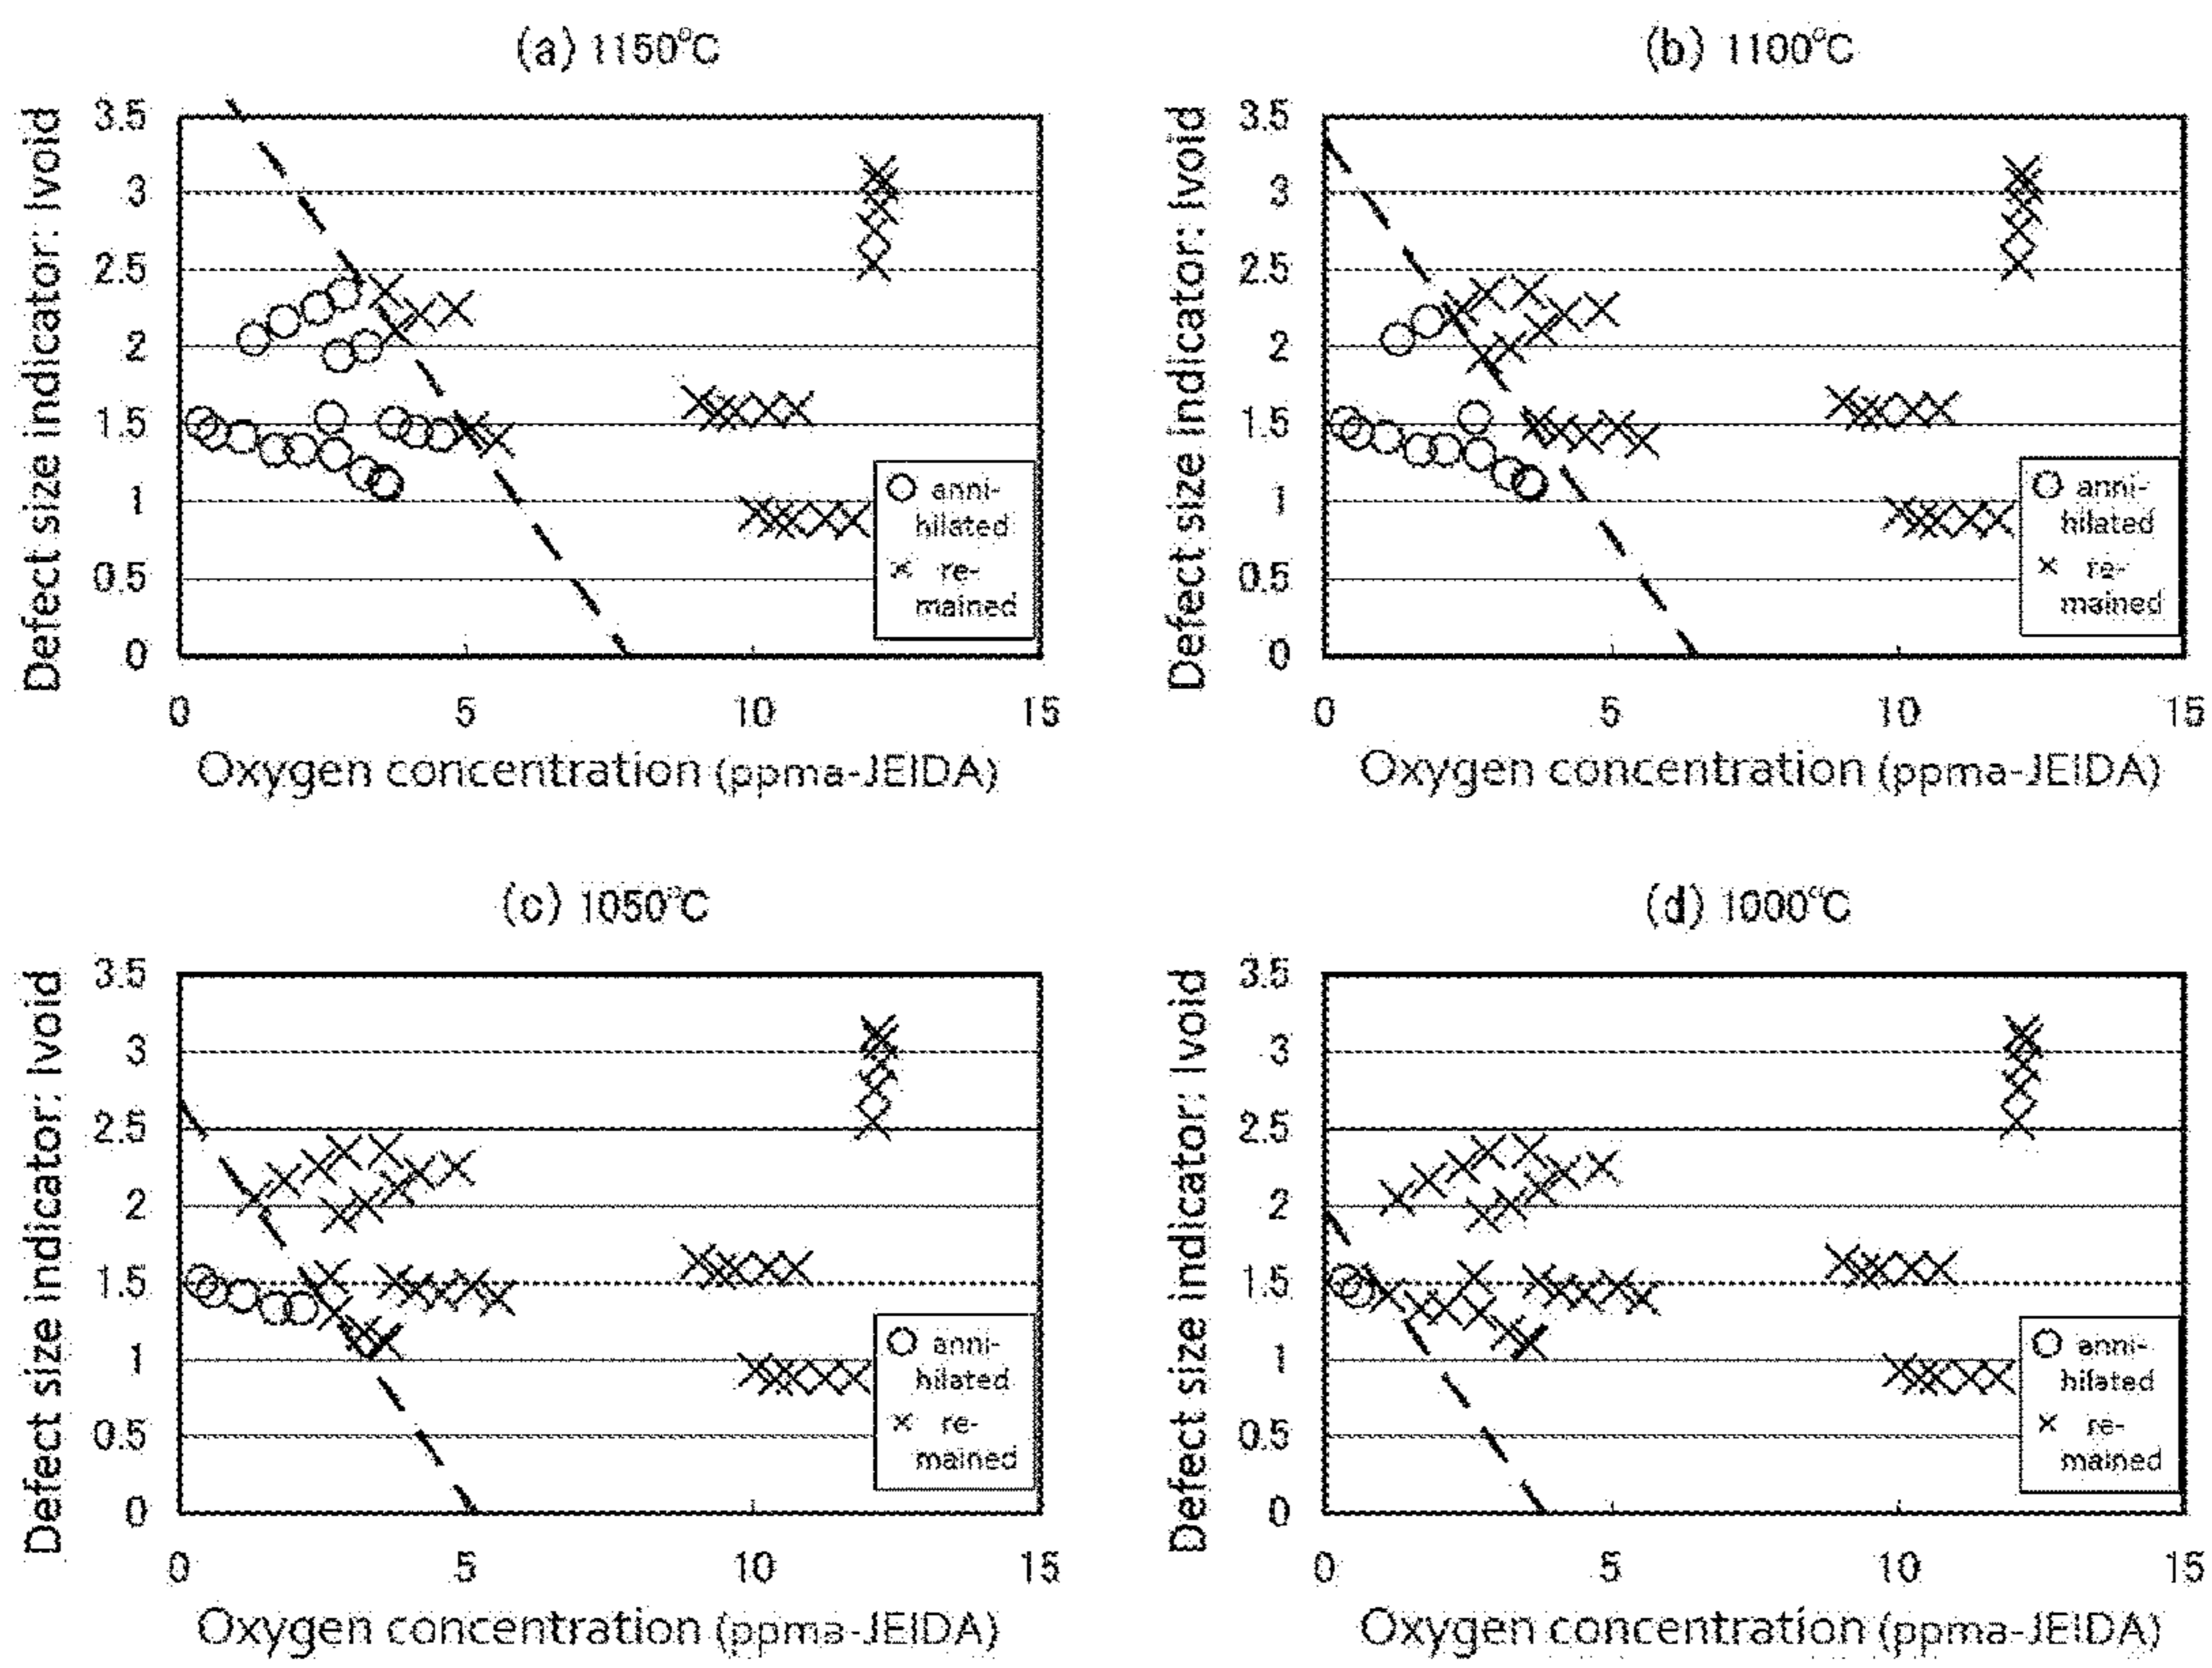 (a) 1150°C
Defect size indicator: Ivoid
3.5
3
2.5
2
1.5
1
0.5
0
anni-
hilated
re-
mained
0 5 10 15
Oxygen concentration (ppma-JEIDA)
(b) 1100°C
Defect size indicator: Ivoid
3.5
3
2.5
2
1.5
1
0.5
0
anni-
hilated
re-
mained
0 5 10 15
Oxygen concentration (ppma-JEIDA)
(c) 1050°C
Defect size indicator: Ivoid
3.5
3
2.5
2
1.5
1
0.5
0
anni-
hilated
re-
mained
0 5 10 15
Oxygen concentration (ppma-JEIDA)
(d) 1000°C
Defect size indicator: Ivoid
3.5
3
2.5
2
1.5
1
0.5
0
anni-
hilated
re-
mained
0 5 10 15
Oxygen concentration (ppma-JEIDA)